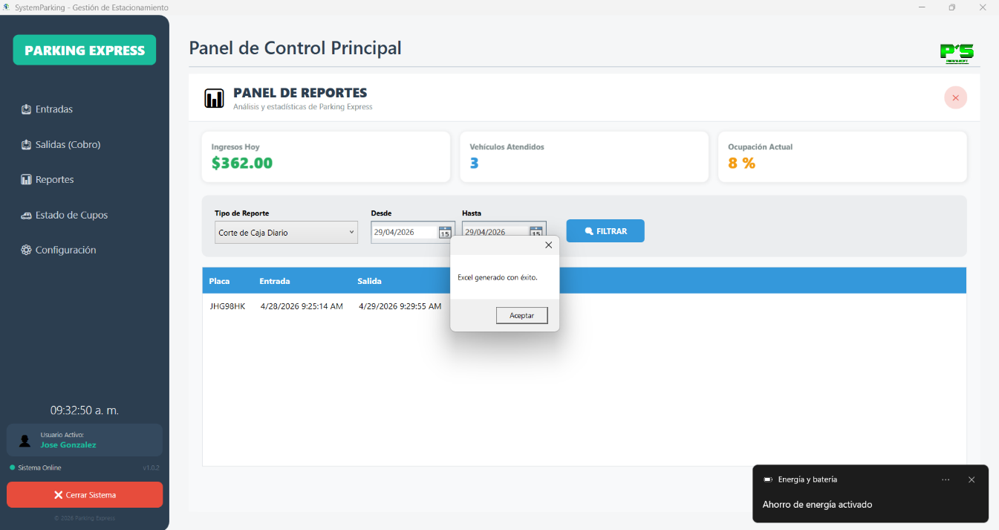 SystemParking - Gestión de Estacionamiento
PARKING EXPRESS
Entradas
Salidas (Cobro)
Reportes
Estado de Cupos
Configuración
09:32:50 a. m.
Usuario Activo:
Jose Gonzalez
Sistema Online
v1.0.2
Cerrar Sistema
© 2026 Parking Express
Panel de Control Principal
P'S
PANEL DE REPORTES
Análisis y estadísticas de Parking Express
Ingresos Hoy
$362.00
Vehículos Atendidos
3
Ocupación Actual
8 %
Tipo de Reporte
Desde
Hasta
Corte de Caja Diario
29/04/2026
15
29/04/2026
15
FILTRAR
Placa Entrada Salida
JHG98HK 4/28/2026 9:25:14 AM 4/29/2026 9:29:55 AM
Excel generado con éxito.
Aceptar
Energía y batería
Ahorro de energía activado